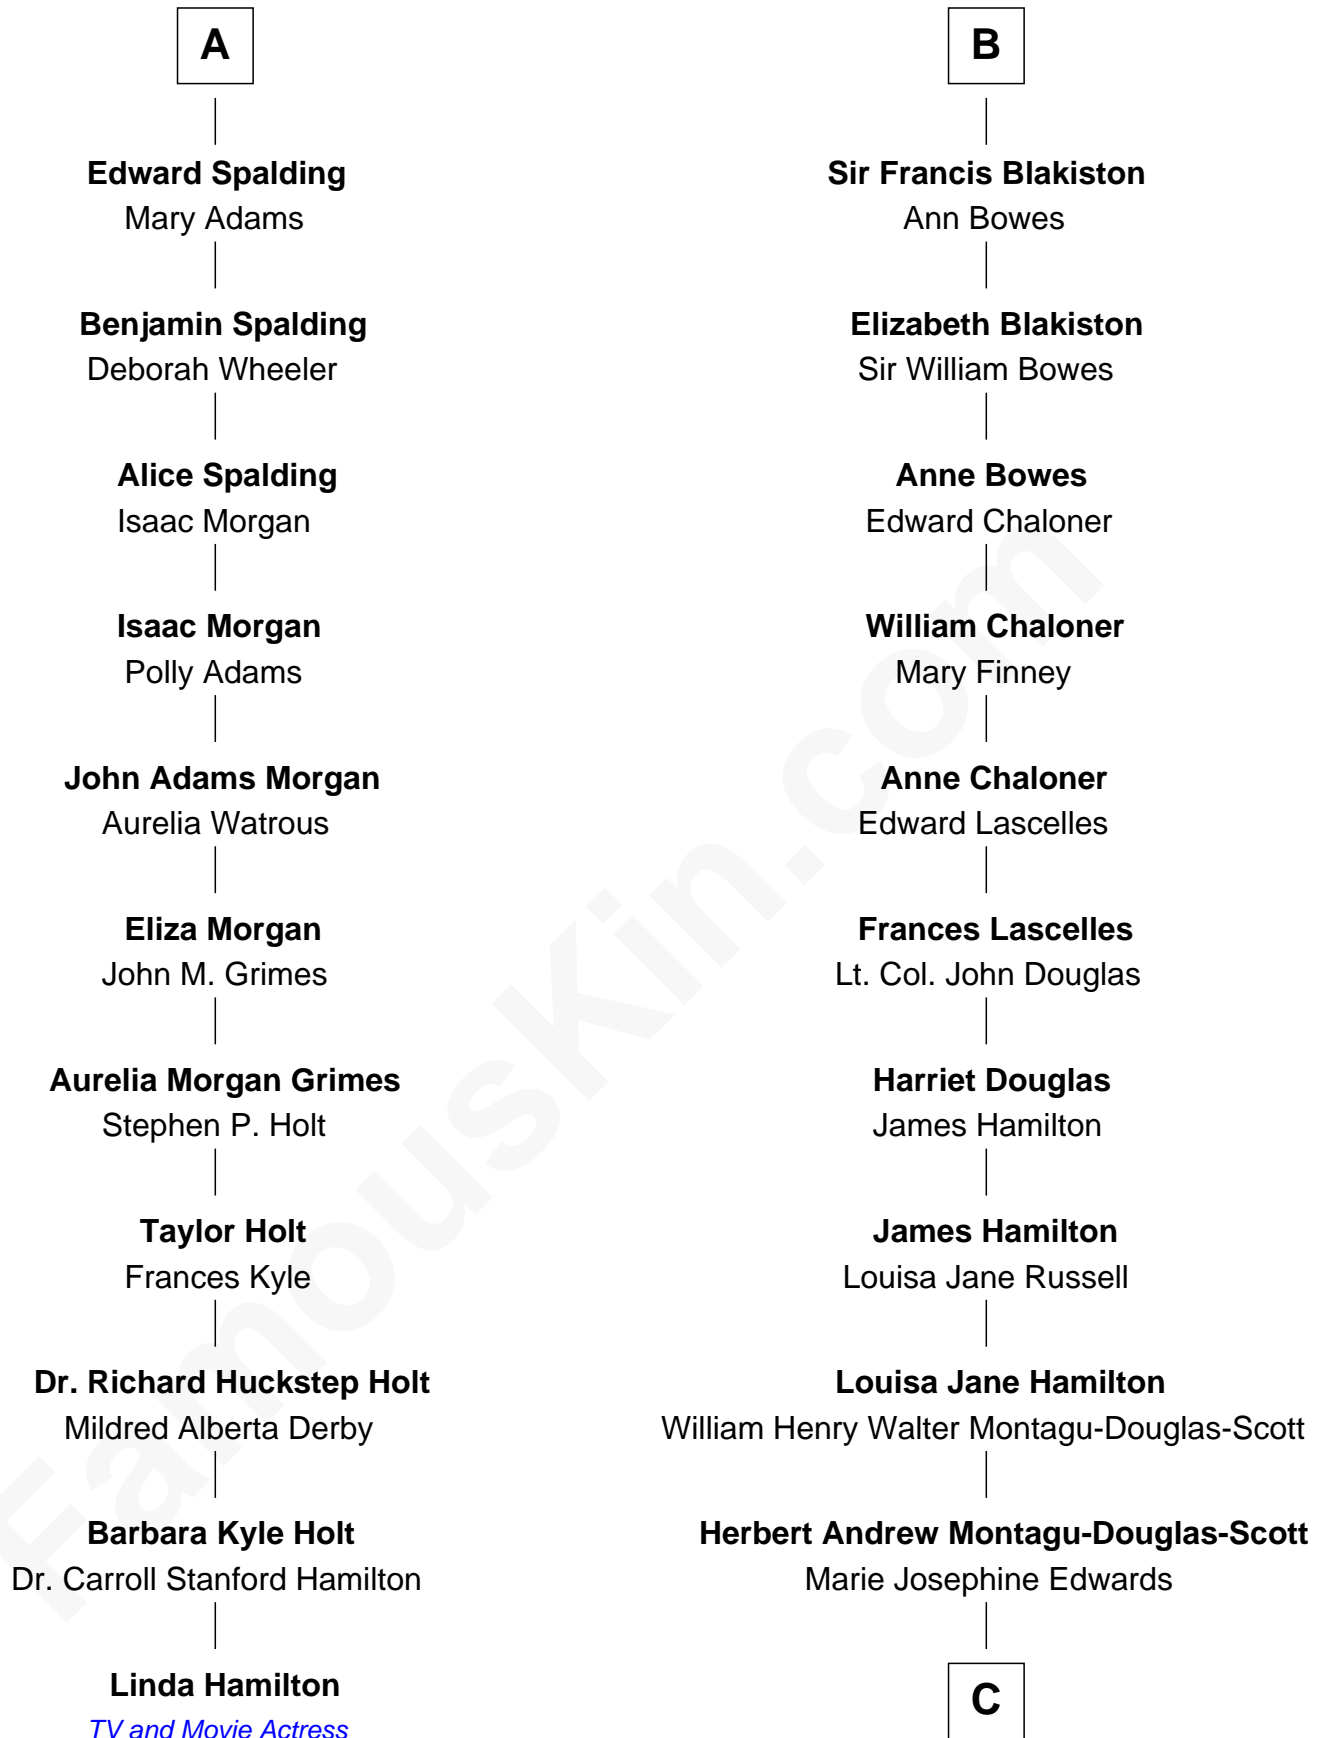 A
Edward Spalding
Mary Adams
Benjamin Spalding
Deborah Wheeler
Alice Spalding
Isaac Morgan
Isaac Morgan
Polly Adams
John Adams Morgan
Aurelia Watrous
Eliza Morgan
John M. Grimes
Aurelia Morgan Grimes
Stephen P. Holt
Taylor Holt
Frances Kyle
Dr. Richard Huckstep Holt
Mildred Alberta Derby
Barbara Kyle Holt
Dr. Carroll Stanford Hamilton
Linda Hamilton
TV and Movie Actress
B
Sir Francis Blakiston
Ann Bowes
Elizabeth Blakiston
Sir William Bowes
Anne Bowes
Edward Chaloner
William Chaloner
Mary Finney
Anne Chaloner
Edward Lascelles
Frances Lascelles
Lt. Col. John Douglas
Harriet Douglas
James Hamilton
James Hamilton
Louisa Jane Russell
Louisa Jane Hamilton
William Henry Walter Montagu-Douglas-Scott
Herbert Andrew Montagu-Douglas-Scott
Marie Josephine Edwards
C
FamousKin.com